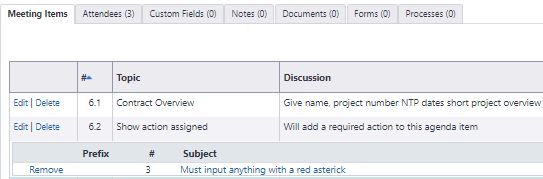 Meeting Items Attendees (3) Custom Fields (0) Notes (0) Documents (0) Forms (0) Processes (0)
# Topic Discussion
Edit | Delete 6.1 Contract Overview Give name, project number NTP dates short project overview
Edit | Delete 6.2 Show action assigned Will add a required action to this agenda item
Prefix # Subject
Remove 3 Must input anything with a red asterick